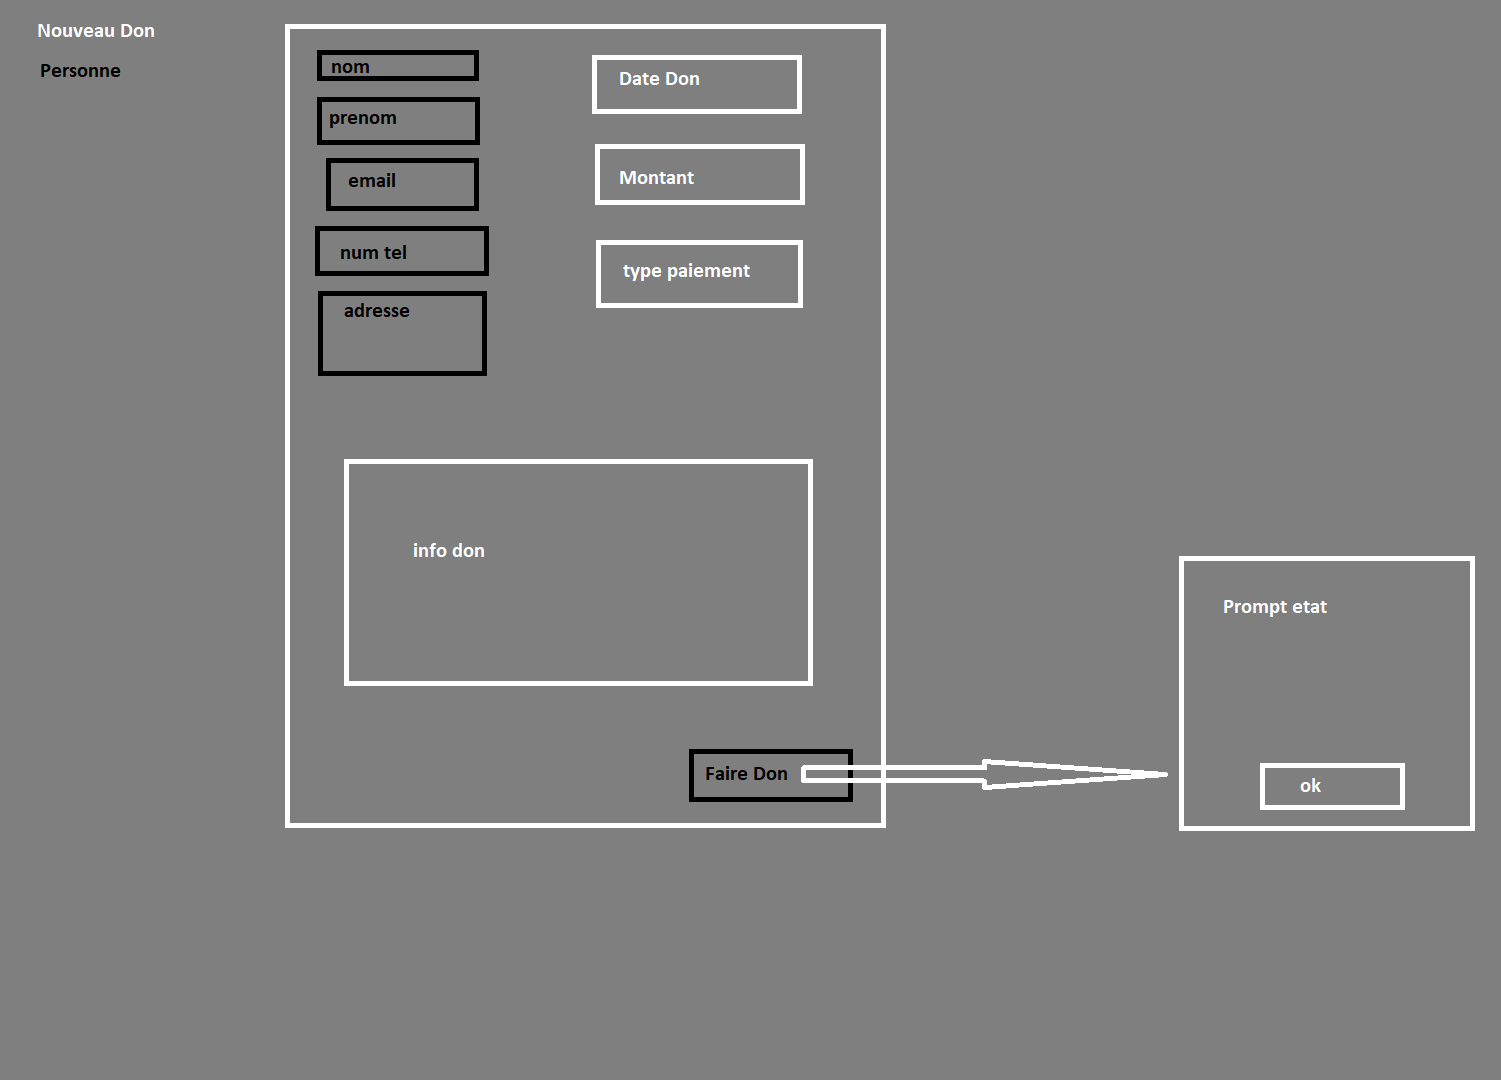 Nouveau Don
Personne
nom
prenom
email
num tel
adresse
Date Don
Montant
type paiement
info don
Faire Don
Prompt etat
ok